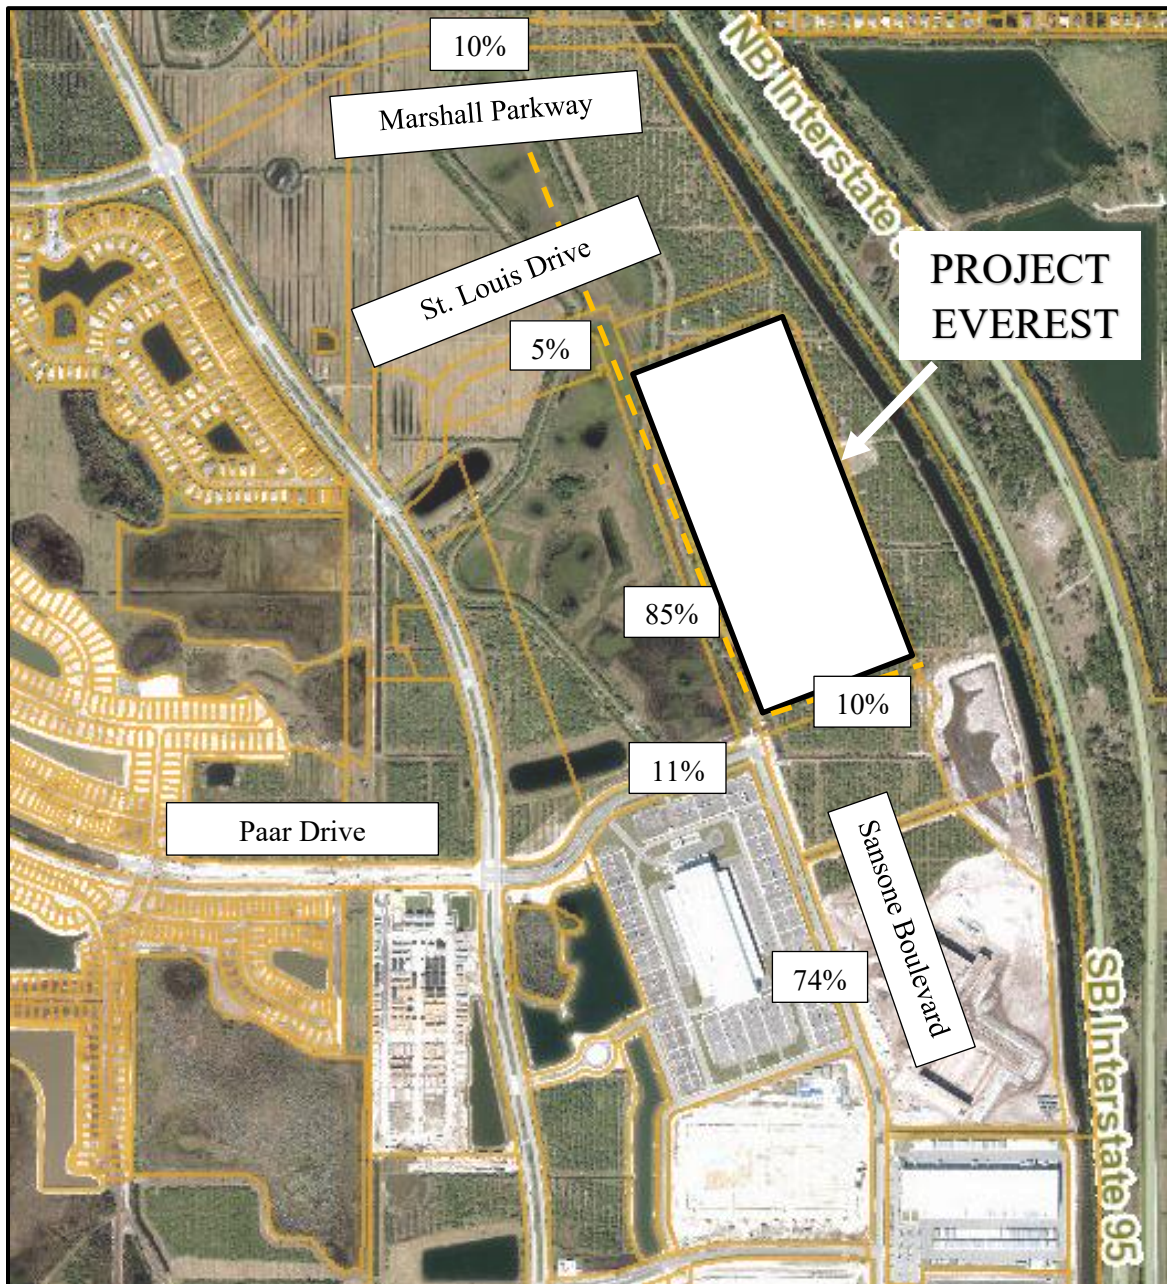 10%
NB Interstate
Marshall Parkway
St. Louis Drive
PROJECT
EVEREST
5%
85%
10%
11%
Paar Drive
Sansone Boulevard
74%
SB Interstate 95